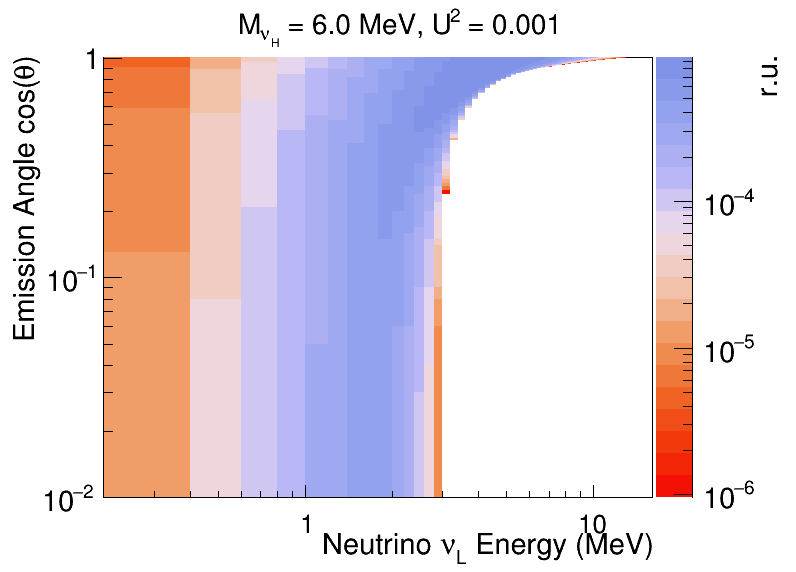 M_{ν_H} = 6.0 MeV, U² = 0.001
Emission Angle cos(θ)
1
10⁻¹
10⁻²
1
10
Neutrino ν_L Energy (MeV)
r.u.
10⁻⁴
10⁻⁵
10⁻⁶